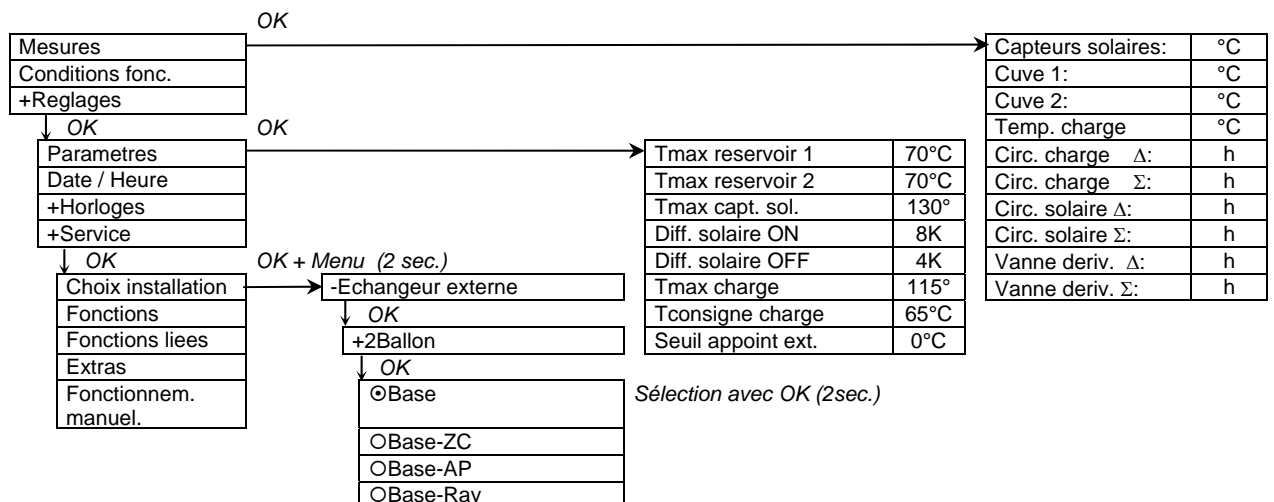 OK
Mesures
Conditions fonc.
+Reglages
OK
OK
Parametres
Date / Heure
+Horloges
+Service
OK
OK + Menu (2 sec.)
Choix installation
Fonctions
Fonctions liees
Extras
Fonctionnem.
manuel.
-Echangeur externe
OK
+2Ballon
OK
⦿Base
Sélection avec OK (2sec.)
○Base-ZC
○Base-AP
○Base-Ray
Tmax reservoir 1 70°C
Tmax reservoir 2 70°C
Tmax capt. sol. 130°
Diff. solaire ON 8K
Diff. solaire OFF 4K
Tmax charge 115°
Tconsigne charge 65°C
Seuil appoint ext. 0°C
Capteurs solaires: °C
Cuve 1: °C
Cuve 2: °C
Temp. charge °C
Circ. charge Δ: h
Circ. charge Σ: h
Circ. solaire Δ: h
Circ. solaire Σ: h
Vanne deriv. Δ: h
Vanne deriv. Σ: h